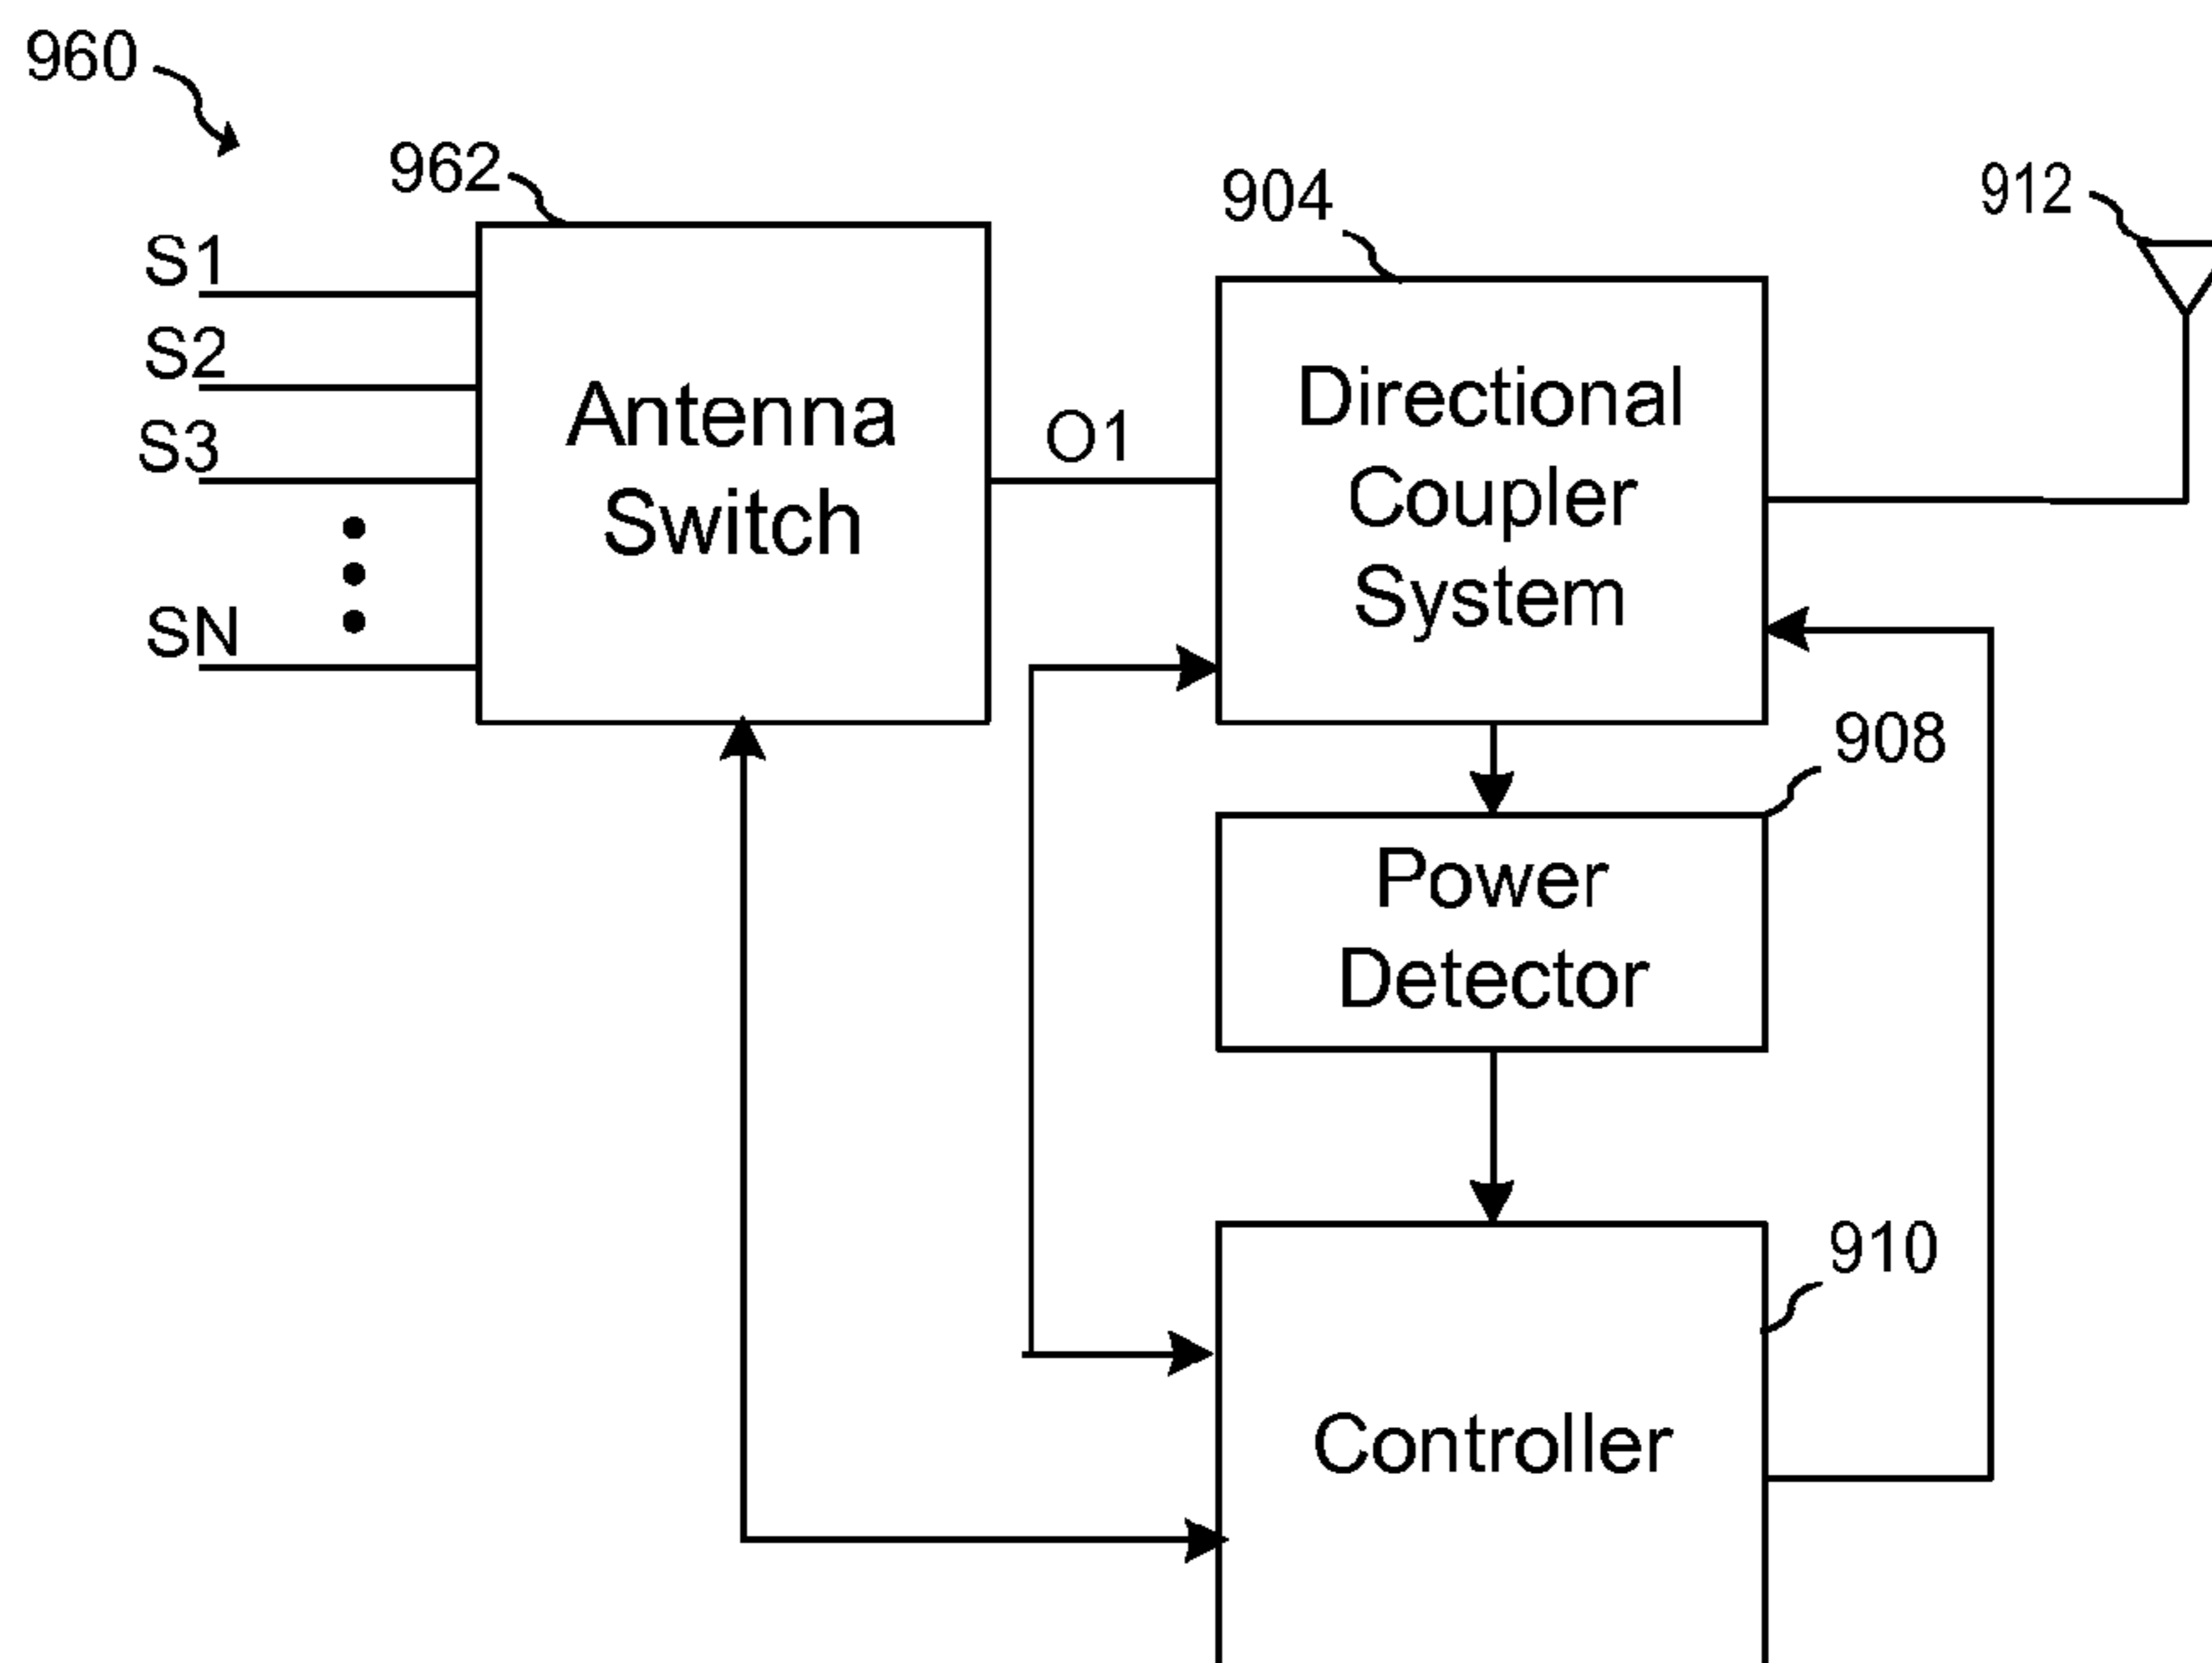 960
962
904
912
S1
S2
S3
SN
Antenna
Switch
O1
Directional
Coupler
System
908
Power
Detector
910
Controller